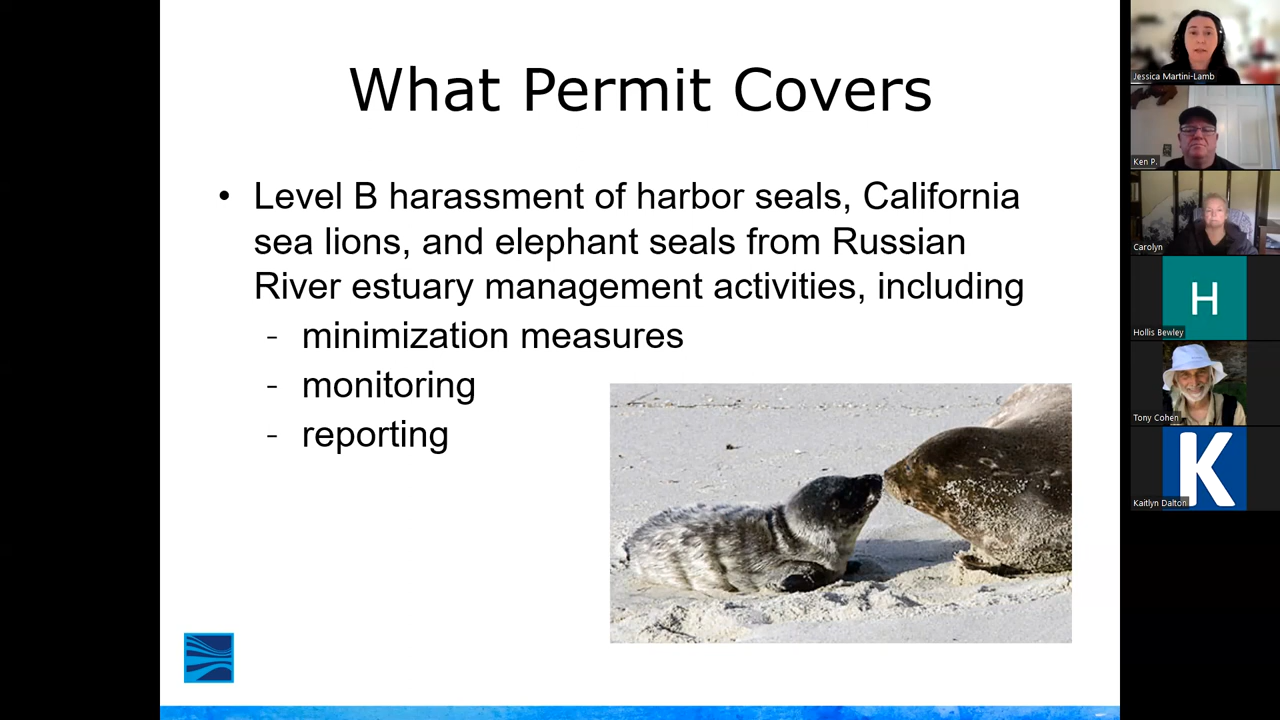 What Permit Covers
• Level B harassment of harbor seals, California
sea lions, and elephant seals from Russian
River estuary management activities, including
- minimization measures
- monitoring
- reporting
Jessica Martini-Lamb
Ken P.
Carolyn
H
Hollis Bewley
Tony Cohen
K
Kaitlyn Dalton